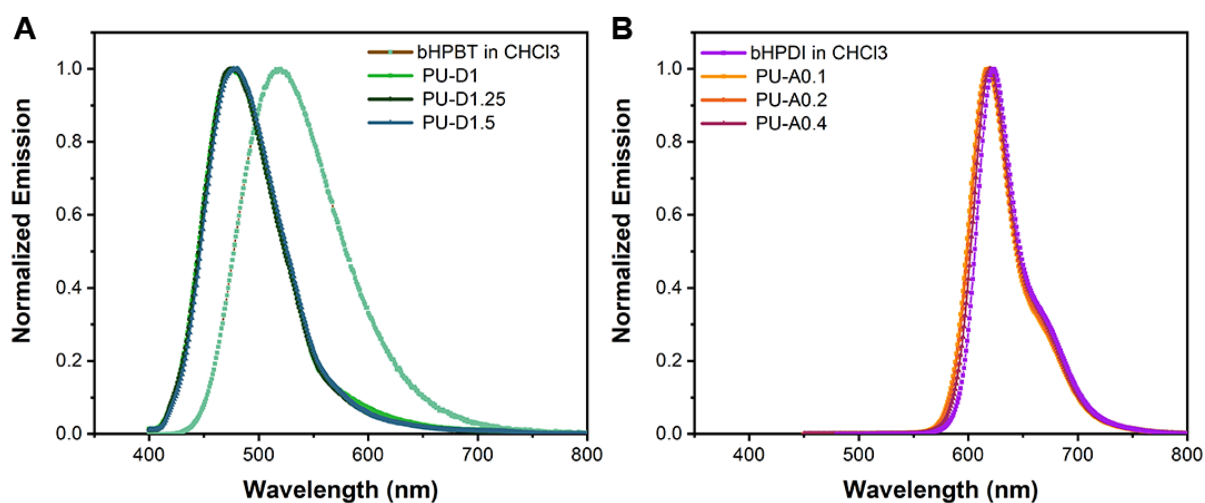 A
bHPBT in CHCl3
PU-D1
PU-D1.25
PU-D1.5
1.0
0.8
0.6
0.4
0.2
0.0
Normalized Emission
400 500 600 700 800
Wavelength (nm)
B
bHPDI in CHCl3
PU-A0.1
PU-A0.2
PU-A0.4
1.0
0.8
0.6
0.4
0.2
0.0
Normalized Emission
400 500 600 700 800
Wavelength (nm)